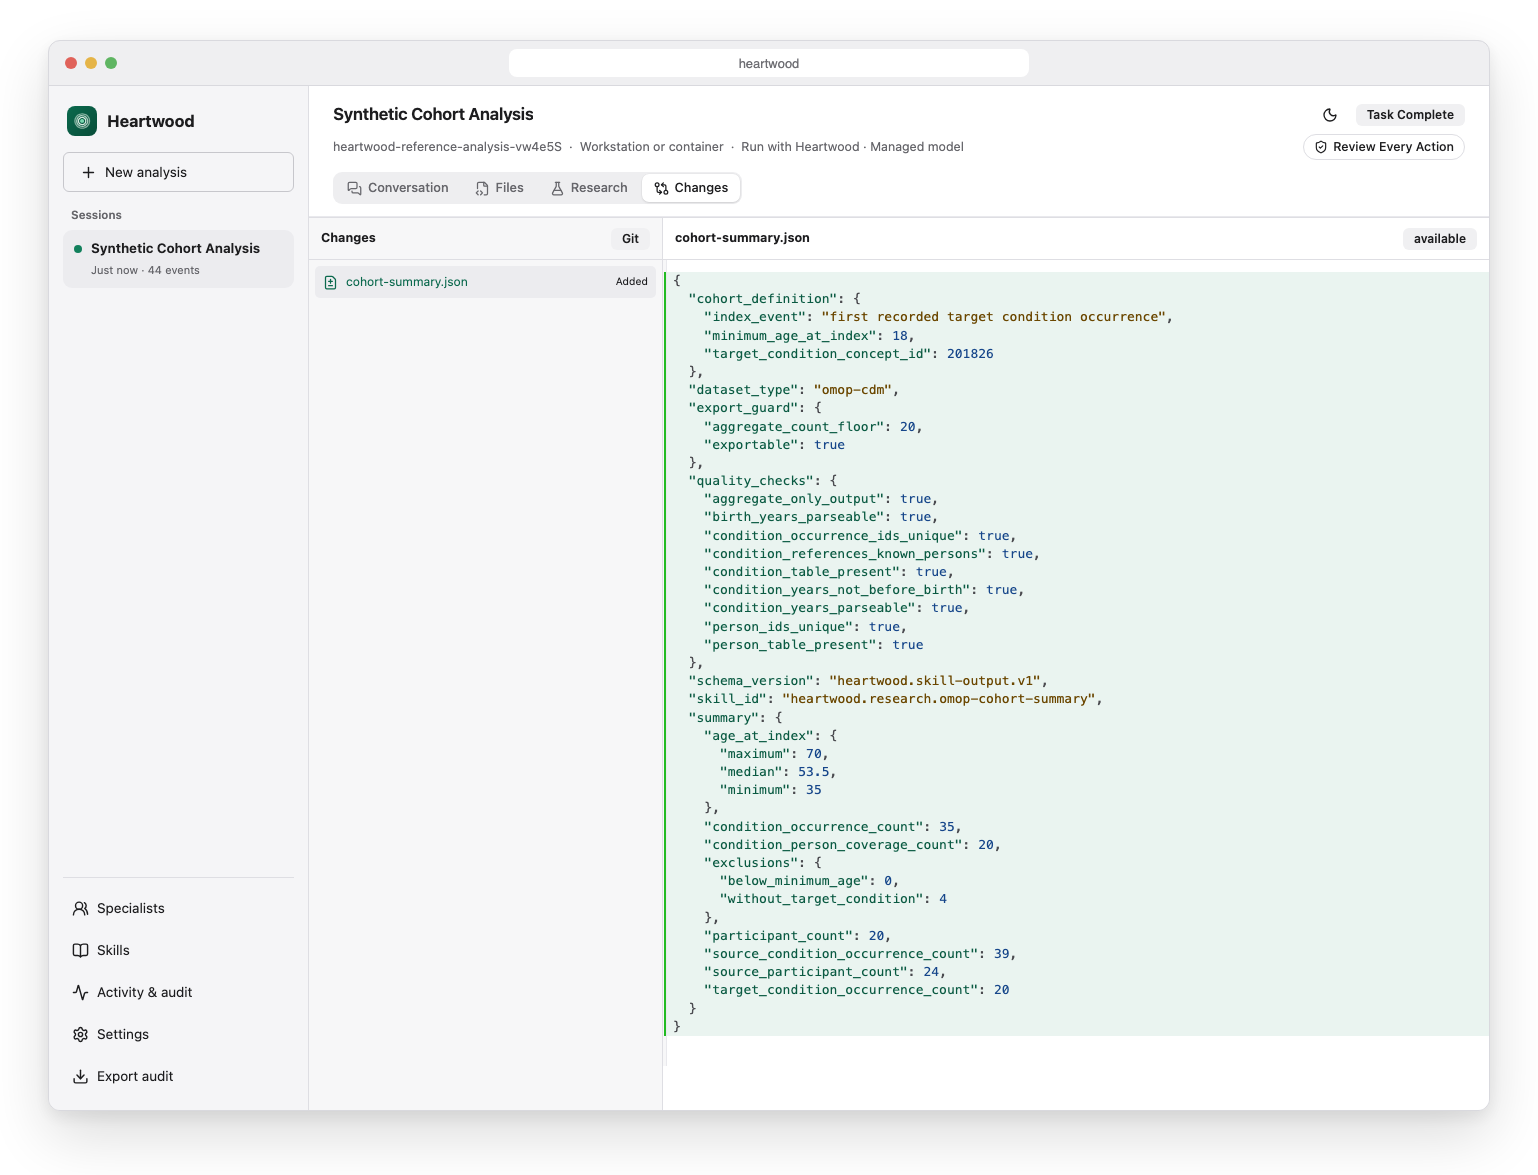 heartwood
Heartwood
New analysis
Sessions
Synthetic Cohort Analysis
Just now · 44 events
Specialists
Skills
Activity & audit
Settings
Export audit
Synthetic Cohort Analysis
Task Complete
heartwood-reference-analysis-vw4e5S · Workstation or container · Run with Heartwood · Managed model
Review Every Action
Conversation Files Research Changes
Changes Git
cohort-summary.json Added
cohort-summary.json available
{
  "cohort_definition": {
    "index_event": "first recorded target condition occurrence",
    "minimum_age_at_index": 18,
    "target_condition_concept_id": 201826
  },
  "dataset_type": "omop-cdm",
  "export_guard": {
    "aggregate_count_floor": 20,
    "exportable": true
  },
  "quality_checks": {
    "aggregate_only_output": true,
    "birth_years_parseable": true,
    "condition_occurrence_ids_unique": true,
    "condition_references_known_persons": true,
    "condition_table_present": true,
    "condition_years_not_before_birth": true,
    "condition_years_parseable": true,
    "person_ids_unique": true,
    "person_table_present": true
  },
  "schema_version": "heartwood.skill-output.v1",
  "skill_id": "heartwood.research.omop-cohort-summary",
  "summary": {
    "age_at_index": {
      "maximum": 70,
      "median": 53.5,
      "minimum": 35
    },
    "condition_occurrence_count": 35,
    "condition_person_coverage_count": 20,
    "exclusions": {
      "below_minimum_age": 0,
      "without_target_condition": 4
    },
    "participant_count": 20,
    "source_condition_occurrence_count": 39,
    "source_participant_count": 24,
    "target_condition_occurrence_count": 20
  }
}